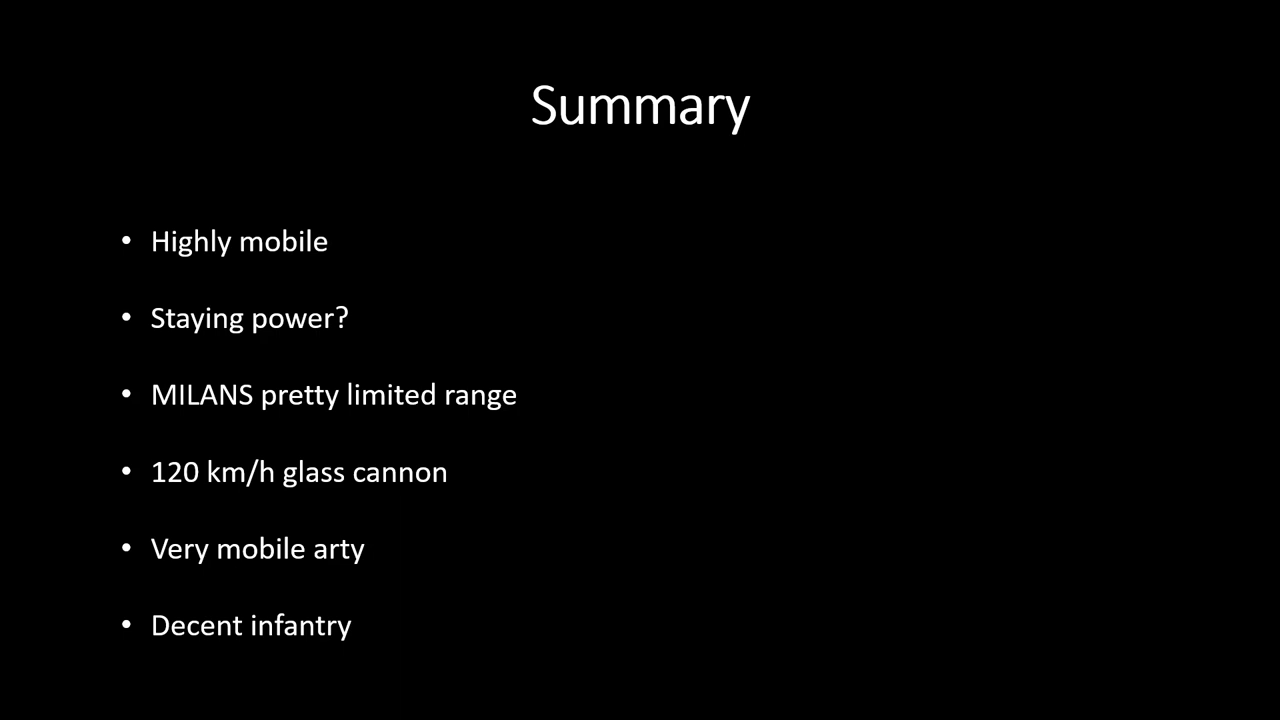 Summary
• Highly mobile
• Staying power?
• MILANS pretty limited range
• 120 km/h glass cannon
• Very mobile arty
• Decent infantry